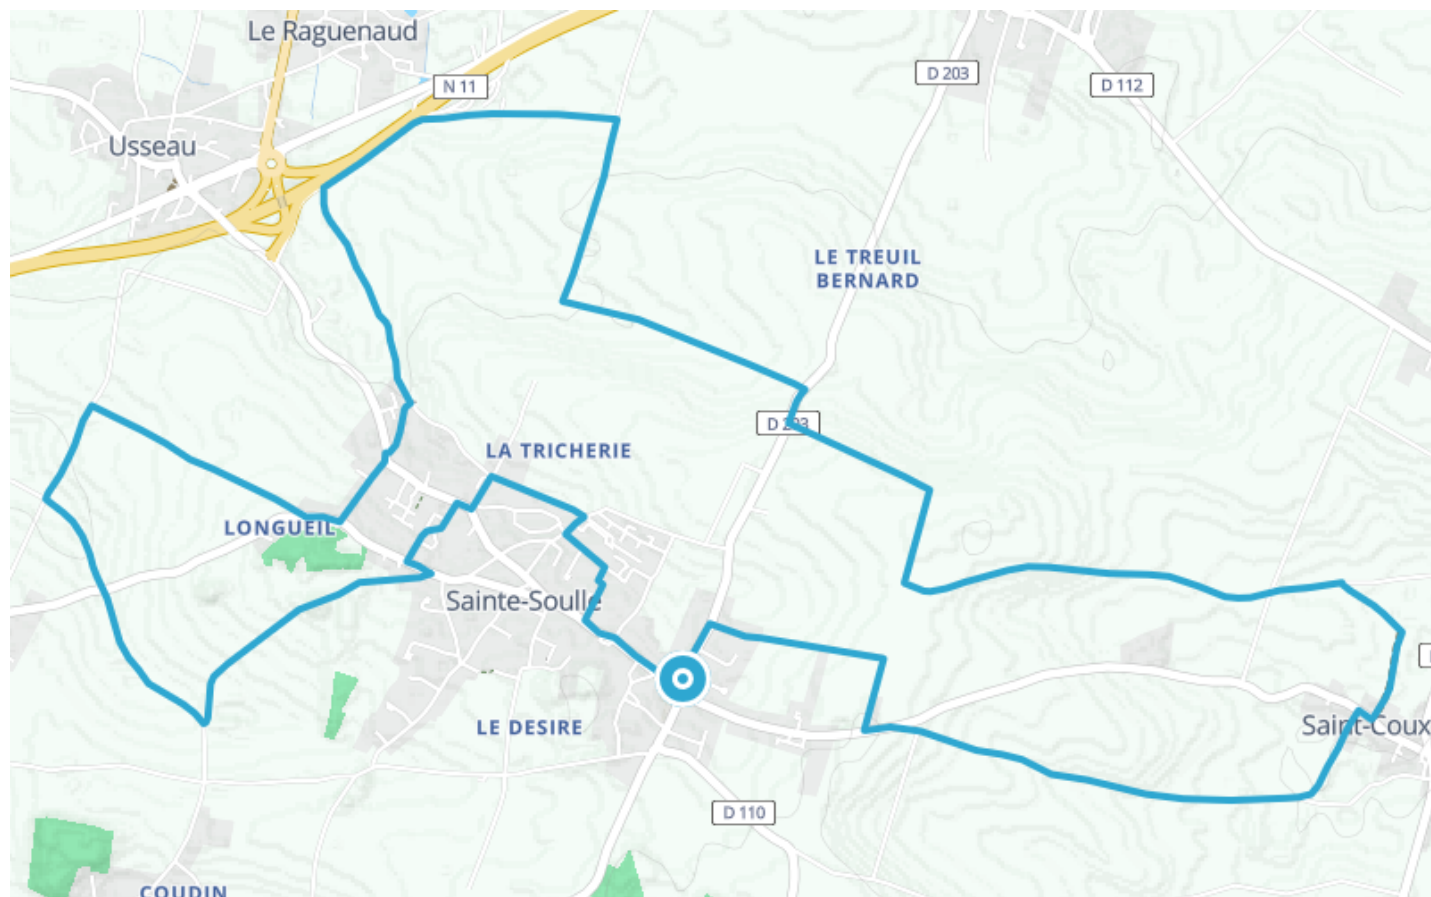 Le Raguenaud
N 11
D 203
D 112
Usseau
LE TREUIL
BERNARD
D 203
LA TRICHERIE
LONGUEIL
Sainte-Soulle
LE DESIRE
Saint-Coux
D 110
COUDIN